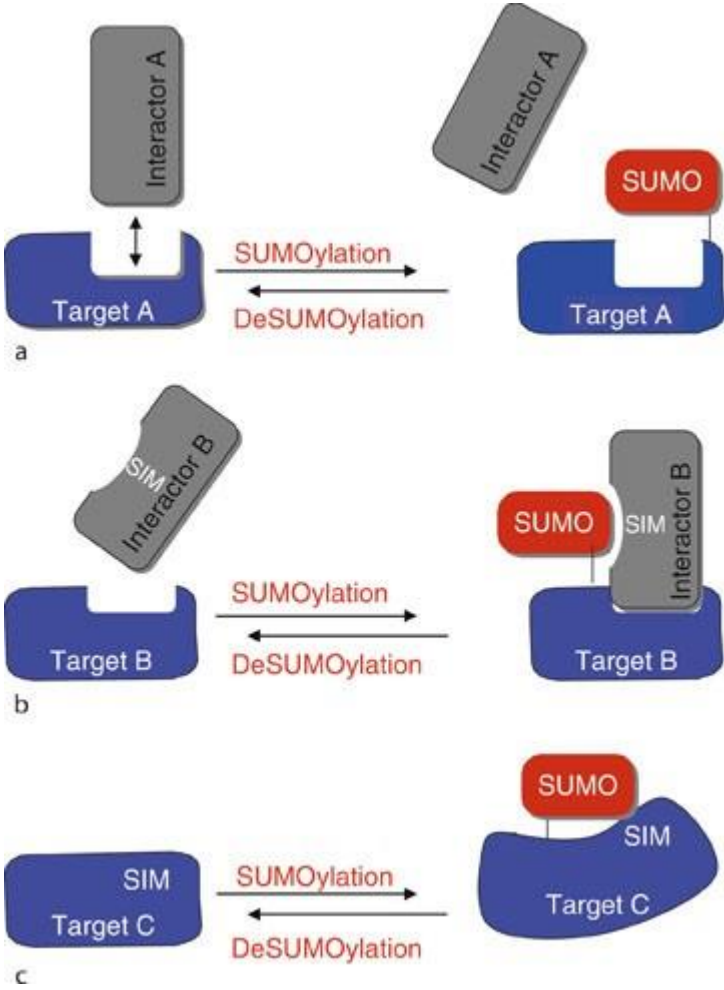 Interactor A
Interactor A
SUMO
SUMOylation
Target A
DeSUMOylation
Target A
a
SIM
Interactor B
SUMO
SIM
Interactor B
SUMOylation
Target B
DeSUMOylation
Target B
b
SUMO
SIM
SIM
SUMOylation
Target C
DeSUMOylation
Target C
c